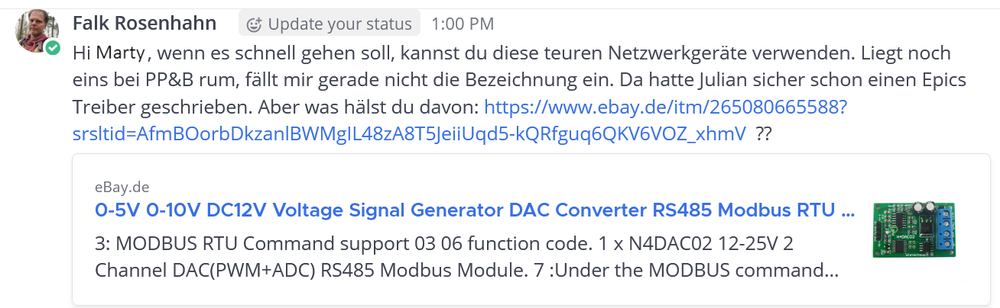 Falk Rosenhahn Update your status 1:00 PM
Hi Marty, wenn es schnell gehen soll, kannst du diese teuren Netzwerkgeräte verwenden. Liegt noch
eins bei PP&B rum, fällt mir gerade nicht die Bezeichnung ein. Da hatte Julian sicher schon einen Epics
Treiber geschrieben. Aber was hälst du davon: https://www.ebay.de/itm/265080665588?
srsltid=AfmBOorbDkzanlBWMgIL48zA8T5JeiiUqd5-kQRfguq6QKV6VOZ_xhmV ??
eBay.de
0-5V 0-10V DC12V Voltage Signal Generator DAC Converter RS485 Modbus RTU ...
3: MODBUS RTU Command support 03 06 function code. 1 x N4DAC02 12-25V 2
Channel DAC(PWM+ADC) RS485 Modbus Module. 7 :Under the MODBUS command...
N4DAC02
eletechsup